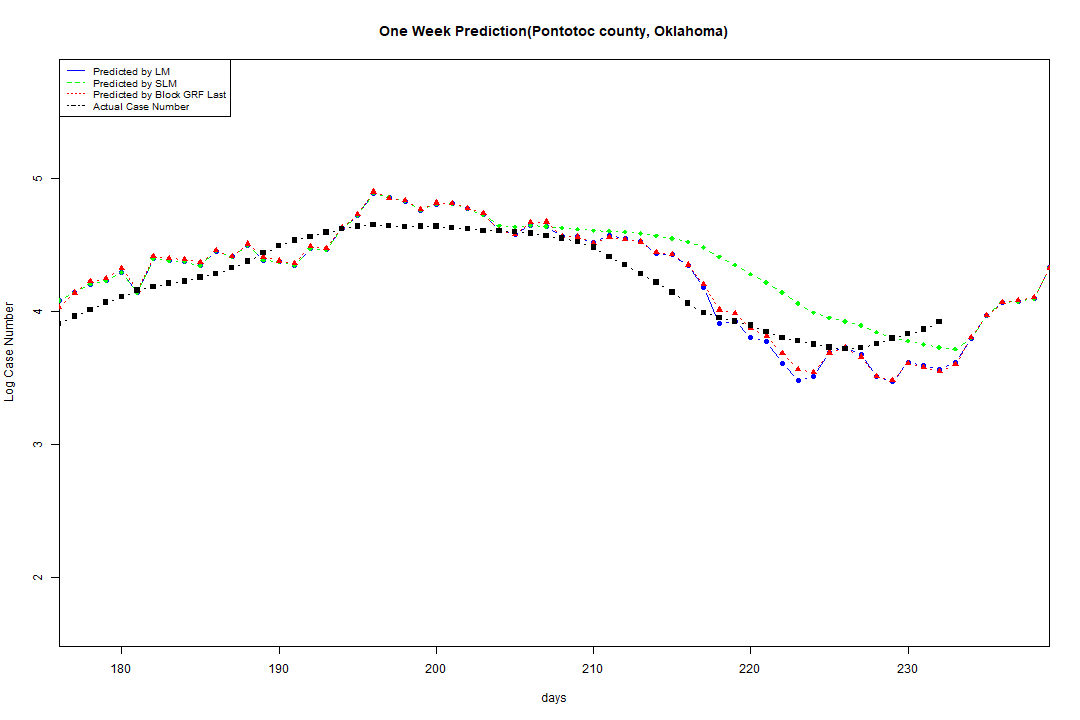 One Week Prediction(Pontotoc county, Oklahoma)
Predicted by LM
Predicted by SLM
Predicted by Block GRF Last
Actual Case Number
5
4
3
2
Log Case Number
180 190 200 210 220 230
days